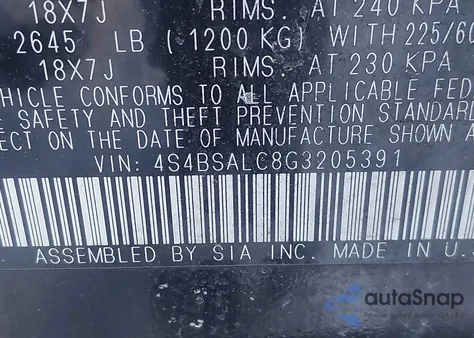 18X7J RIMS. AT 240 KPA
2645 LB (1200 KG) WITH 225/60
18X7J RIMS. AT 230 KPA
EHICLE CONFORMS TO ALL APPLICABLE FED
E SAFETY AND THEFT PREVENTION STANDARD
ECT ON THE DATE OF MANUFACTURE SHOWN A
VIN: 4S4BSALC8G3205391
. ASSEMBLED BY SIA INC. MADE IN U.
autoSnap